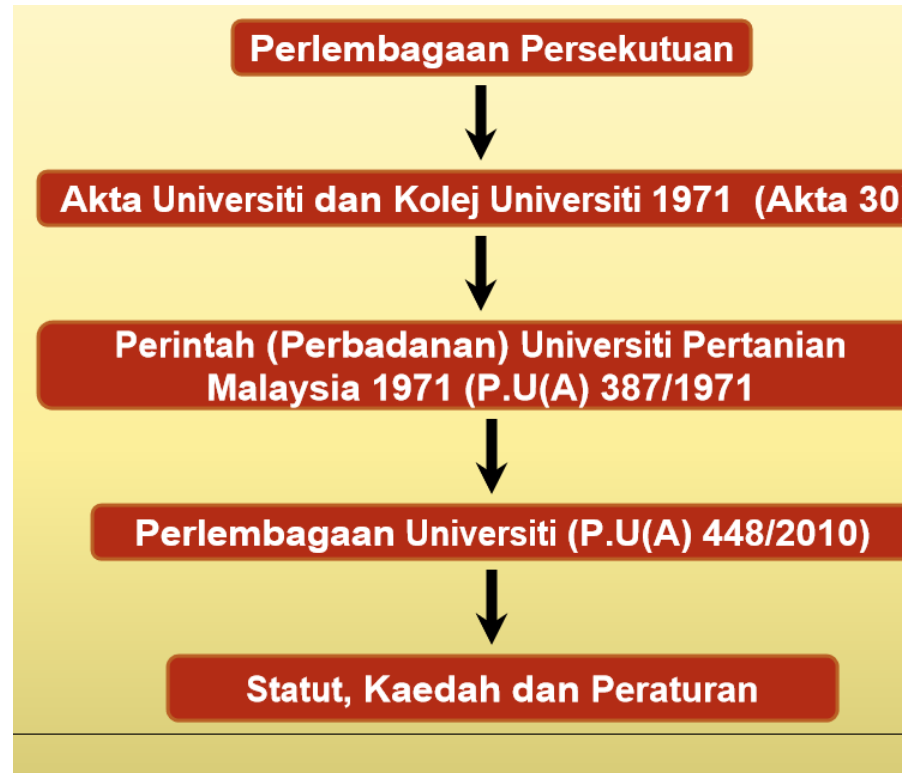 Perlembagaan Persekutuan
Akta Universiti dan Kolej Universiti 1971 (Akta 30
Perintah (Perbadanan) Universiti Pertanian
Malaysia 1971 (P.U(A) 387/1971
Perlembagaan Universiti (P.U(A) 448/2010)
Statut, Kaedah dan Peraturan